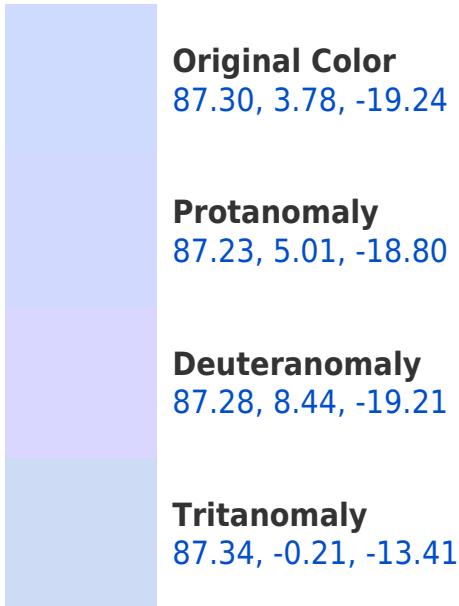 Original Color
87.30, 3.78, -19.24
Protanomaly
87.23, 5.01, -18.80
Deuteranomaly
87.28, 8.44, -19.21
Tritanomaly
87.34, -0.21, -13.41